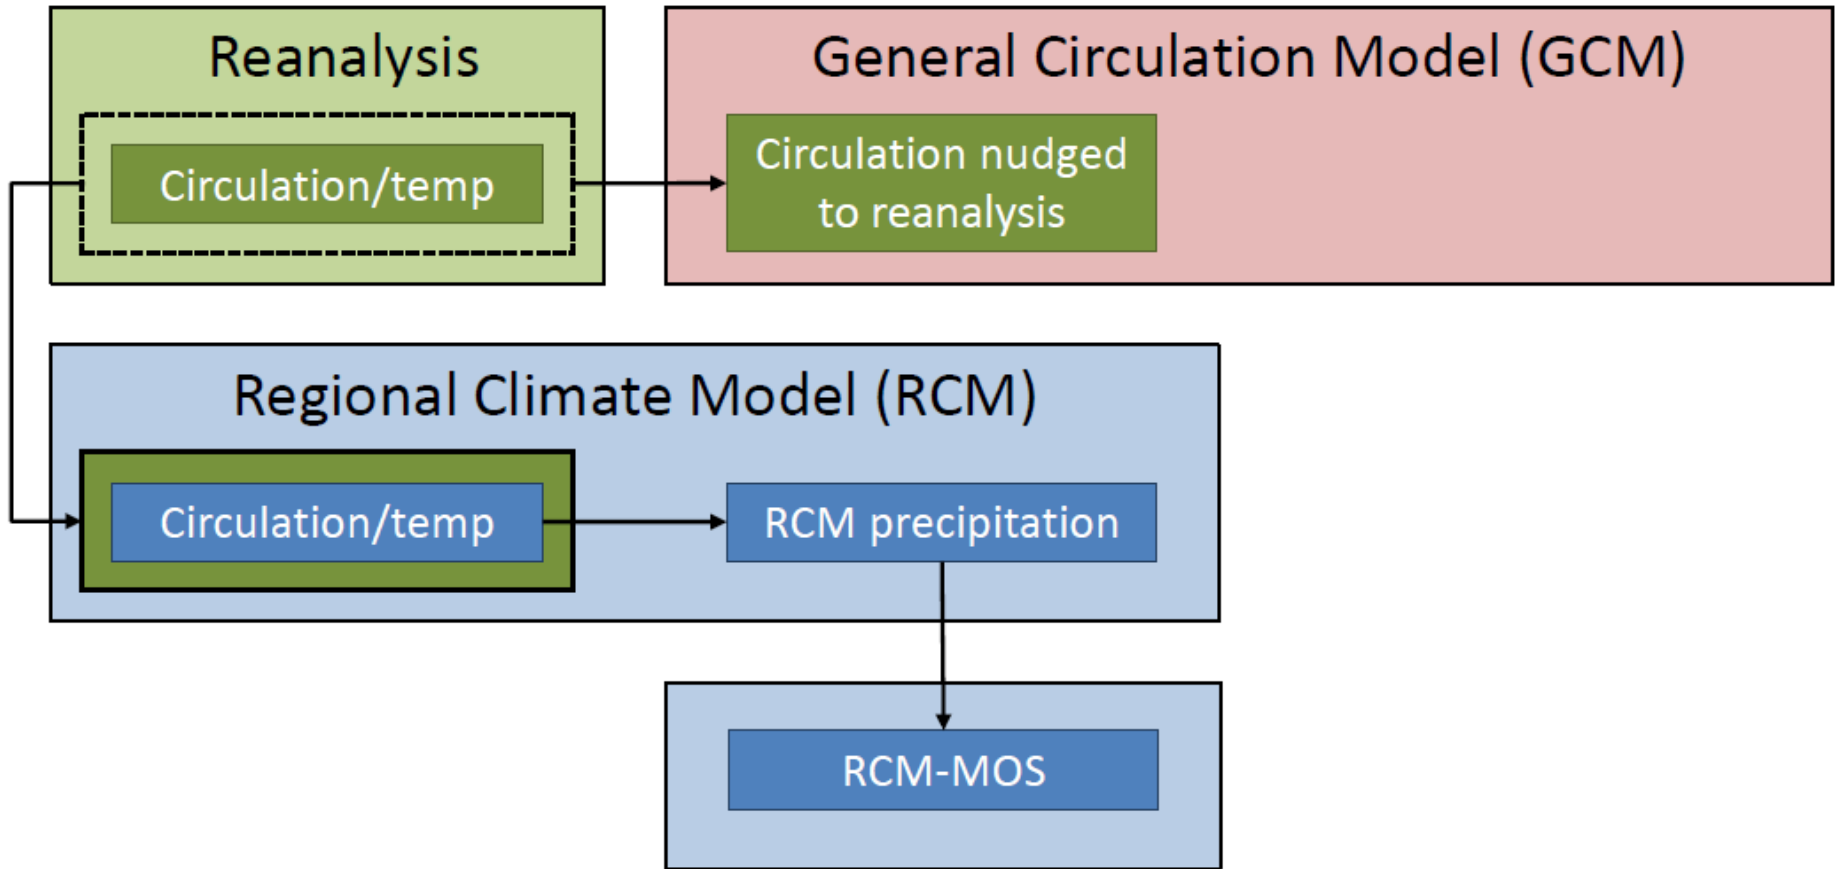 Reanalysis
General Circulation Model (GCM)
Circulation/temp
Circulation nudged
to reanalysis
Regional Climate Model (RCM)
Circulation/temp
RCM precipitation
RCM-MOS